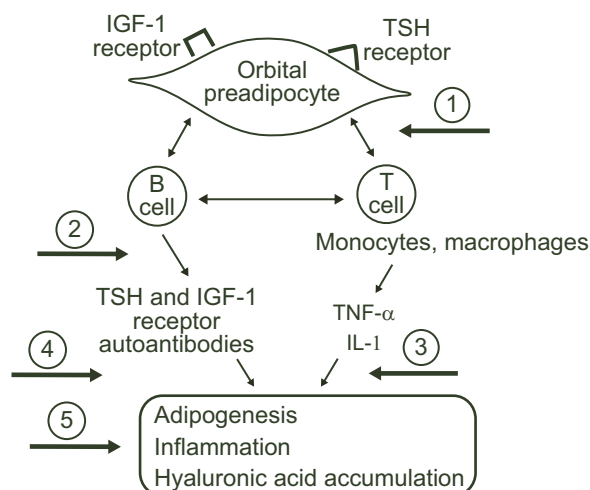 IGF-1
receptor
TSH
receptor
Orbital
preadipocyte
1
B
cell
T
cell
2
Monocytes, macrophages
TSH and IGF-1
receptor
autoantibodies
TNF-α
IL-1
4
3
5
Adipogenesis
Inflammation
Hyaluronic acid accumulation